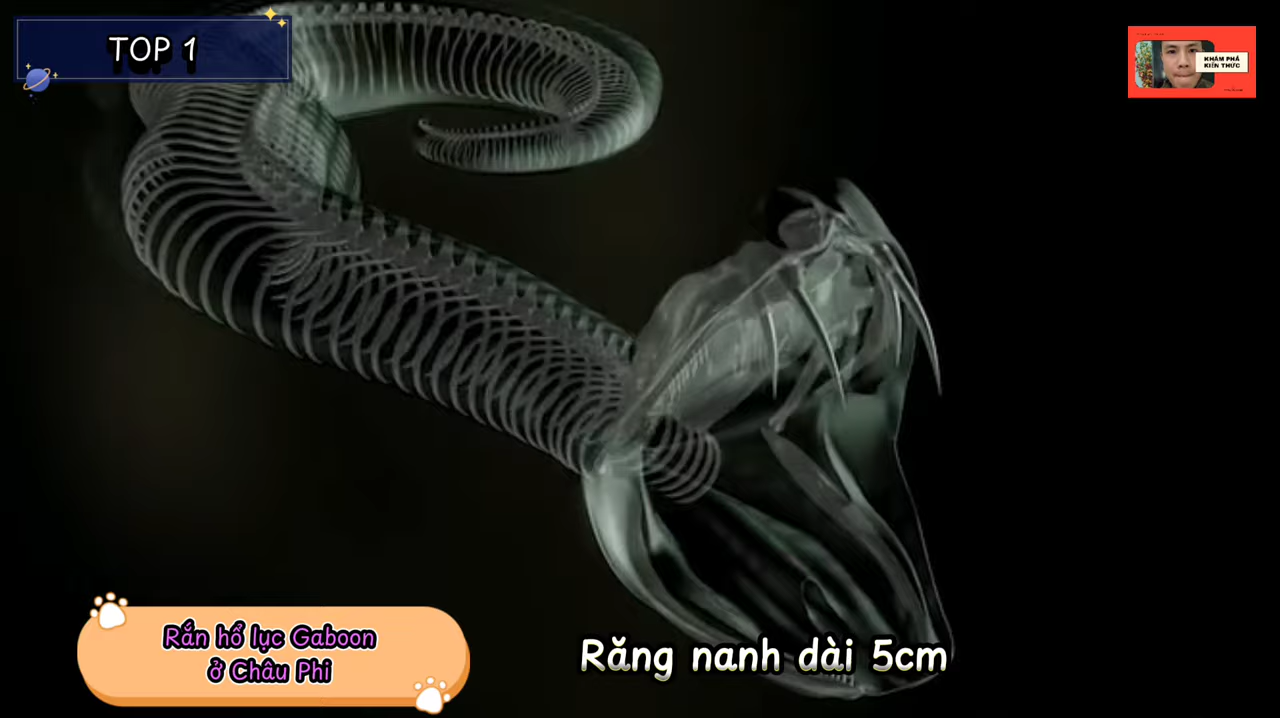 TOP 1
KHÁM PHÁ
KIẾN THỨC
Rắn hổ lục Gaboon
ở Châu Phi
Răng nanh dài 5cm